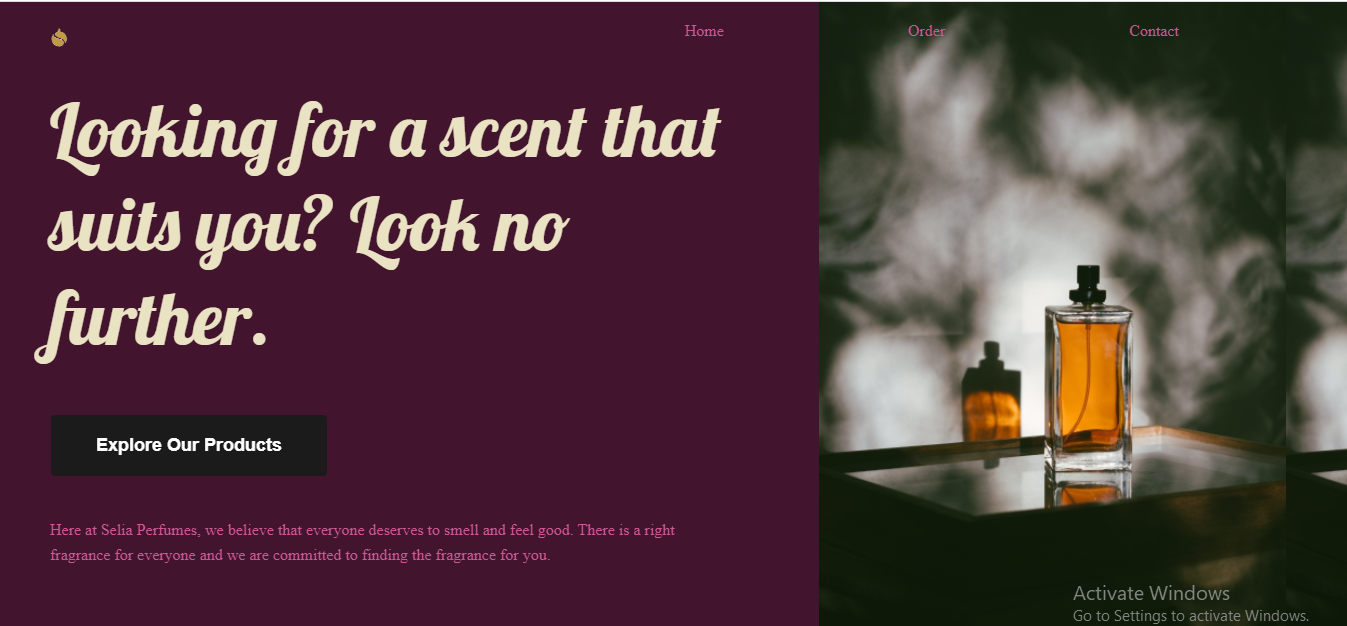 Home Order Contact
Looking for a scent that
suits you? Look no
further.
Explore Our Products
Here at Selia Perfumes, we believe that everyone deserves to smell and feel good. There is a right
fragrance for everyone and we are committed to finding the fragrance for you.
Activate Windows
Go to Settings to activate Windows.